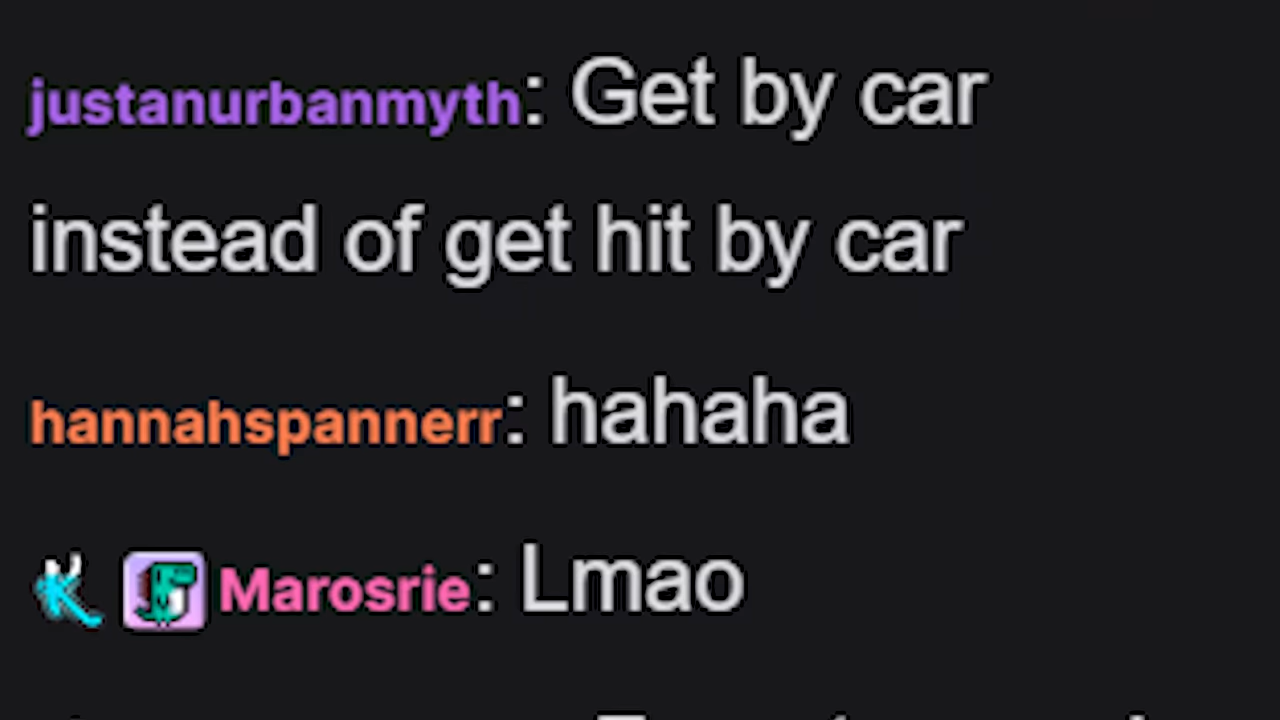 justanurbanmyth: Get by car
instead of get hit by car
hannahspannerr: hahaha
Marosrie: Lmao